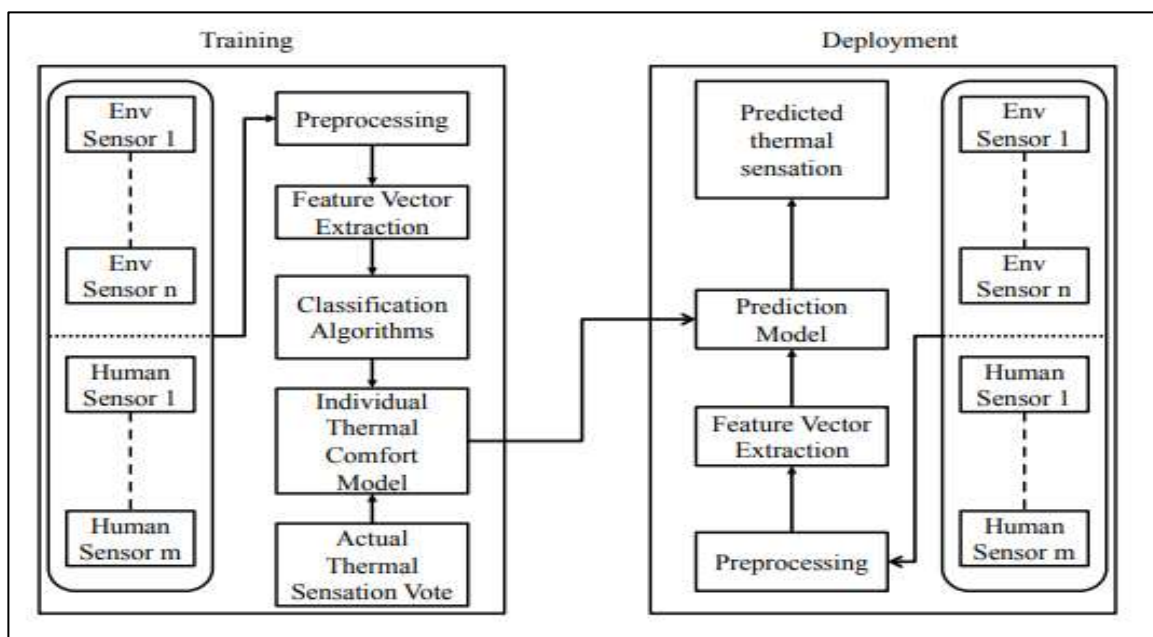 Training
Env
Sensor 1
Env
Sensor n
Human
Sensor 1
Human
Sensor m
Preprocessing
Feature Vector
Extraction
Classification
Algorithms
Individual
Thermal
Comfort
Model
Actual
Thermal
Sensation Vote
Deployment
Predicted
thermal
sensation
Prediction
Model
Feature Vector
Extraction
Preprocessing
Env
Sensor 1
Env
Sensor n
Human
Sensor 1
Human
Sensor m